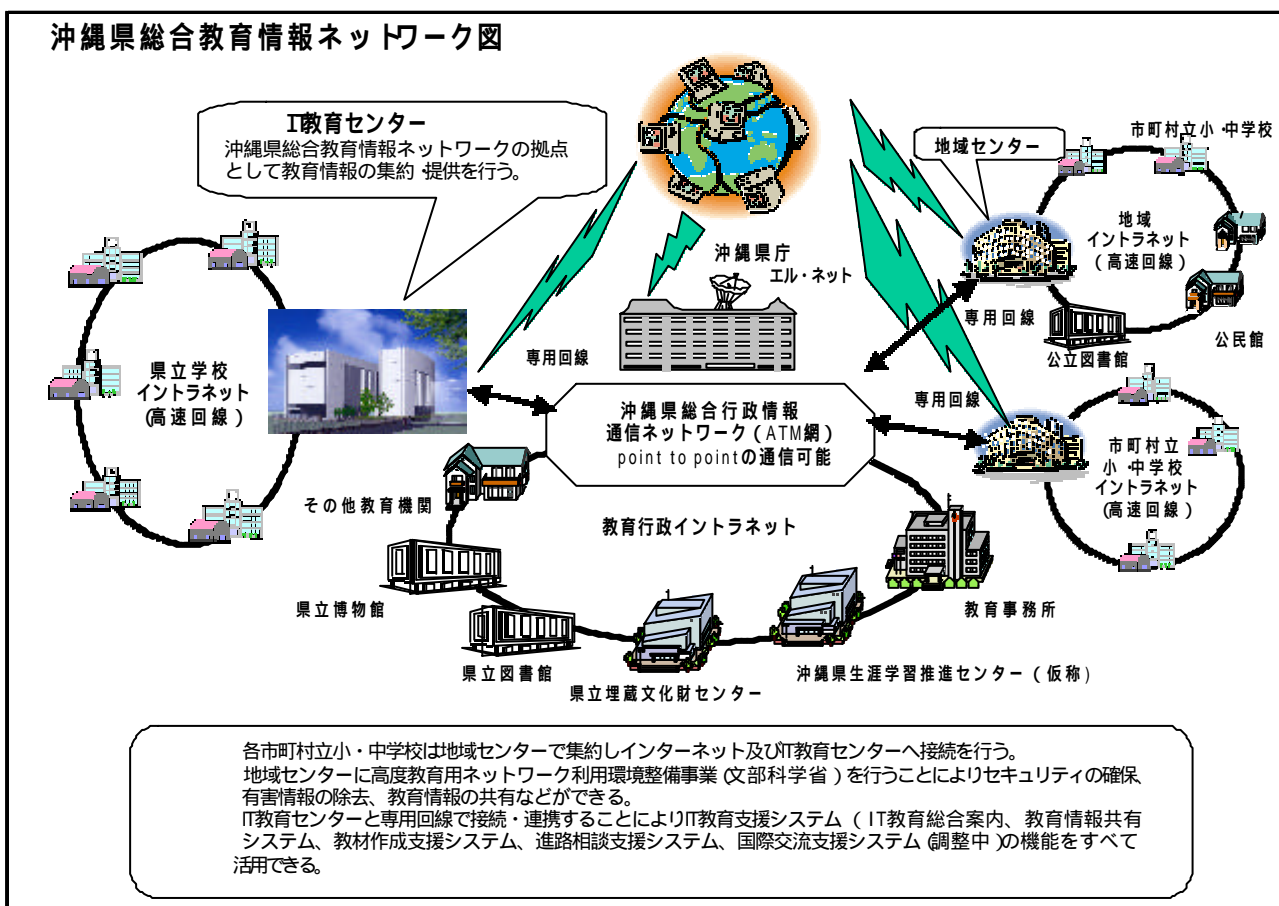 沖縄県総合教育情報ネットワーク図
IT教育センター
沖縄県総合教育情報ネットワークの拠点
として教育情報の集約・提供を行う。
地域センター
市町村立小・中学校
地域
イントラネット
(高速回線)
公民館
公立図書館
専用回線
沖縄県庁
エル・ネット
専用回線
県立学校
イントラネット
(高速回線)
沖縄県総合行政情報
通信ネットワーク(ATM網)
point to pointの通信可能
専用回線
市町村立
小・中学校
イントラネット
(高速回線)
その他教育機関
教育行政イントラネット
県立博物館
県立図書館
県立埋蔵文化財センター
沖縄県生涯学習推進センター(仮称)
教育事務所
各市町村立小・中学校は地域センターで集約しインターネット及びIT教育センターへ接続を行う。
地域センターに高度教育用ネットワーク利用環境整備事業(文部科学省)を行うことによりセキュリティの確保、
有害情報の除去、教育情報の共有などができる。
IT教育センターと専用回線で接続・連携することによりIT教育支援システム(IT教育総合案内、教育情報共有
システム、教材作成支援システム、進路相談支援システム、国際交流支援システム(調整中)の機能をすべて
活用できる。